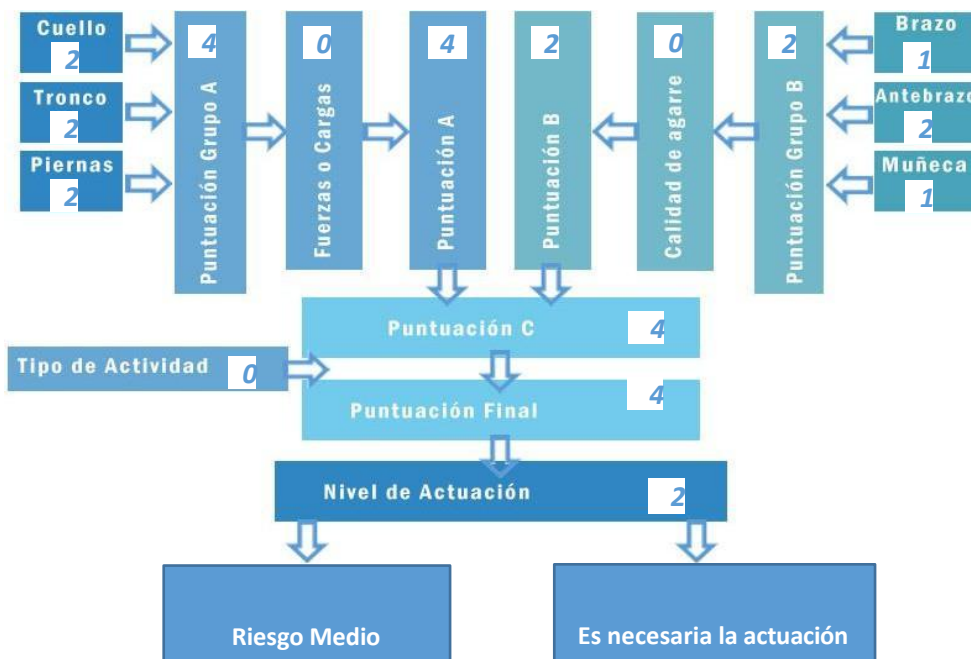 Cuello
2
Tronco
2
Piernas
2
4
Puntuación Grupo A
0
Fuerzas o Cargas
4
Puntuación A
2
Puntuación B
0
Calidad de agarre
2
Puntuación Grupo B
Brazo
1
Antebrazo
2
Muñeca
1
Puntuación C
4
Tipo de Actividad
0
Puntuación Final
4
Nivel de Actuación
2
Riesgo Medio
Es necesaria la actuación